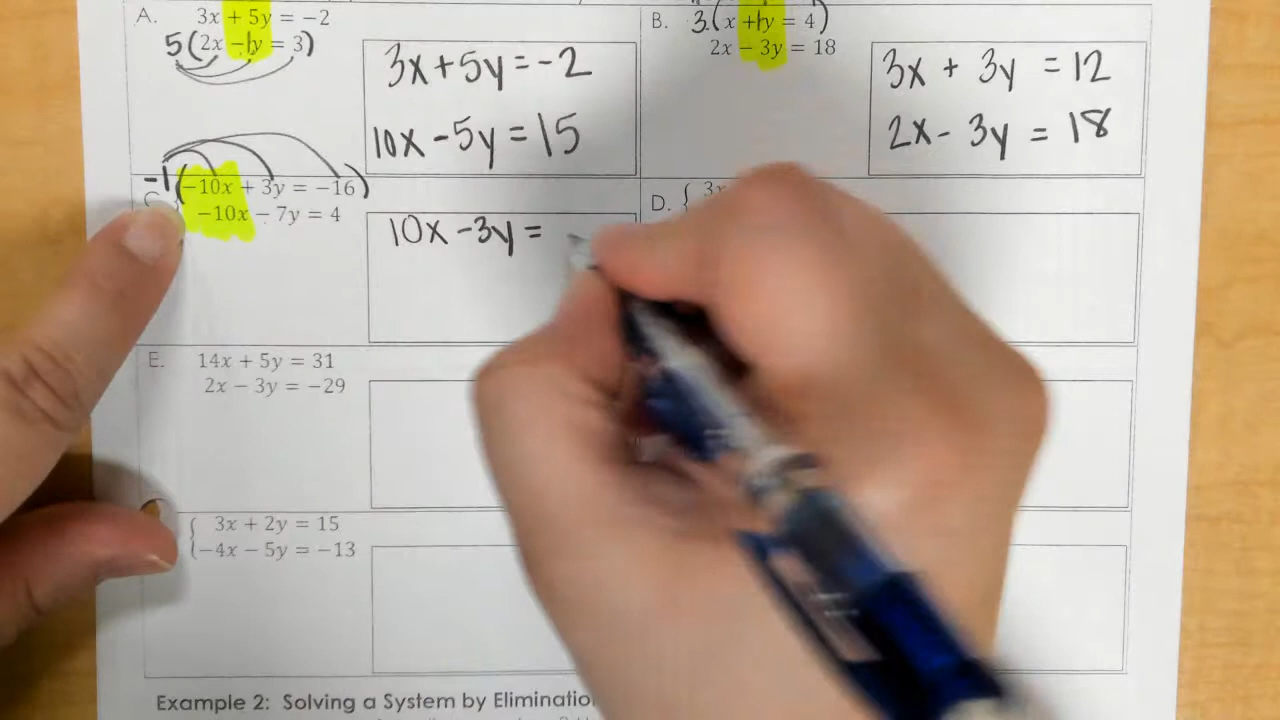 A. 3x + 5y = −2
5(2x −1y = 3)
3x + 5y = -2
10x - 5y = 15
B. 3.(x + 1y = 4)
2x − 3y = 18
3x + 3y = 12
2x - 3y = 18
-1(−10x + 3y = −16)
−10x − 7y = 4
10x - 3y =
D. { 3x
E. 14x + 5y = 31
2x − 3y = −29
{ 3x + 2y = 15
−4x − 5y = −13
Example 2: Solving a System by Eliminatio